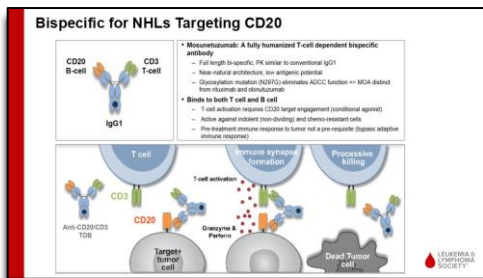 Bispecific for NHLs Targeting CD20
CD20
B-cell
CD3
T-cell
IgG1
• Mosunetuzumab: A fully humanized T-cell dependent bispecific
antibody
– Full length bi-specific, PK similar to conventional IgG1
– Near-natural architecture, low antigenic potential
– Glycosylation mutation (N297G) eliminates ADCC function => MOA distinct
from rituximab and obinutuzumab
• Binds to both T cell and B cell
– T-cell activation requires CD20 target engagement (conditional agonist)
– Active against indolent (non-dividing) and chemo-resistant cells
– Pre-treatment immune response to tumor not a pre-requisite (bypass adaptive
immune response)
T cell
Immune synapse
formation
Processive
killing
T-cell activation
CD3
CD20
Anti-CD20/CD3
TDB
Granzyme &
Perforin
Target+
tumor
cell
Dead Tumor
cell
LEUKEMIA &
LYMPHOMA
SOCIETY